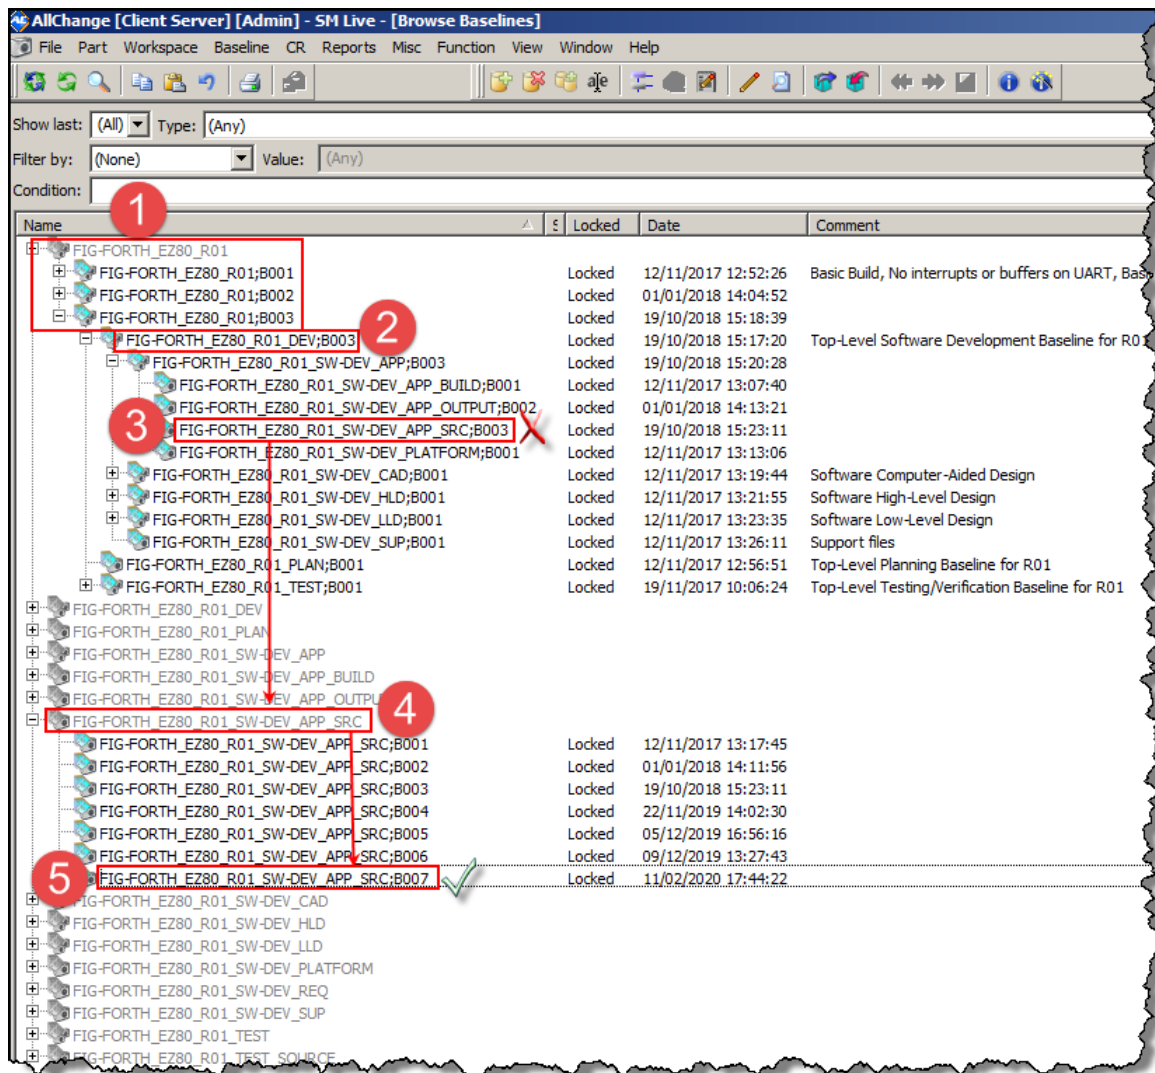 AllChange [Client Server] [Admin] - SM Live - [Browse Baselines]
File Part Workspace Baseline CR Reports Misc Function View Window Help
Show last: (All) Type: (Any)
Filter by: (None) Value: (Any)
Condition:
1
Name Locked Date Comment
FIG-FORTH_EZ80_R01
FIG-FORTH_EZ80_R01;B001 Locked 12/11/2017 12:52:26 Basic Build, No interrupts or buffers on UART,
FIG-FORTH_EZ80_R01;B002 Locked 01/01/2018 14:04:52
FIG-FORTH_EZ80_R01;B003 Locked 19/10/2018 15:18:39
2
FIG-FORTH_EZ80_R01_DEV;B003 Locked 19/10/2018 15:17:20 Top-Level Software Development Baseline for R01
FIG-FORTH_EZ80_R01_SW-DEV_APP;B003 Locked 19/10/2018 15:20:28
FIG-FORTH_EZ80_R01_SW-DEV_APP_BUILD;B001 Locked 12/11/2017 13:07:40
FIG-FORTH_EZ80_R01_SW-DEV_APP_OUTPUT;B002 Locked 01/01/2018 14:13:21
3
FIG-FORTH_EZ80_R01_SW-DEV_APP_SRC;B003 Locked 19/10/2018 15:23:11
FIG-FORTH_EZ80_R01_SW-DEV_PLATFORM;B001 Locked 12/11/2017 13:13:06
FIG-FORTH_EZ80_R01_SW-DEV_CAD;B001 Locked 12/11/2017 13:19:44 Software Computer-Aided Design
FIG-FORTH_EZ80_R01_SW-DEV_HLD;B001 Locked 12/11/2017 13:21:55 Software High-Level Design
FIG-FORTH_EZ80_R01_SW-DEV_LLD;B001 Locked 12/11/2017 13:23:35 Software Low-Level Design
FIG-FORTH_EZ80_R01_SW-DEV_SUP;B001 Locked 12/11/2017 13:26:11 Support files
FIG-FORTH_EZ80_R01_PLAN;B001 Locked 12/11/2017 12:56:51 Top-Level Planning Baseline for R01
FIG-FORTH_EZ80_R01_TEST;B001 Locked 19/11/2017 10:06:24 Top-Level Testing/Verification Baseline for R01
FIG-FORTH_EZ80_R01_DEV
FIG-FORTH_EZ80_R01_PLAN
FIG-FORTH_EZ80_R01_SW-DEV_APP
FIG-FORTH_EZ80_R01_SW-DEV_APP_BUILD
FIG-FORTH_EZ80_R01_SW-DEV_APP_OUTPU
4
FIG-FORTH_EZ80_R01_SW-DEV_APP_SRC
FIG-FORTH_EZ80_R01_SW-DEV_APP_SRC;B001 Locked 12/11/2017 13:17:45
FIG-FORTH_EZ80_R01_SW-DEV_APP_SRC;B002 Locked 01/01/2018 14:11:56
FIG-FORTH_EZ80_R01_SW-DEV_APP_SRC;B003 Locked 19/10/2018 15:23:11
FIG-FORTH_EZ80_R01_SW-DEV_APP_SRC;B004 Locked 22/11/2019 14:02:30
FIG-FORTH_EZ80_R01_SW-DEV_APP_SRC;B005 Locked 05/12/2019 16:56:16
FIG-FORTH_EZ80_R01_SW-DEV_APP_SRC;B006 Locked 09/12/2019 13:27:43
5
FIG-FORTH_EZ80_R01_SW-DEV_APP_SRC;B007 Locked 11/02/2020 17:44:22
FIG-FORTH_EZ80_R01_SW-DEV_CAD
FIG-FORTH_EZ80_R01_SW-DEV_HLD
FIG-FORTH_EZ80_R01_SW-DEV_LLD
FIG-FORTH_EZ80_R01_SW-DEV_PLATFORM
FIG-FORTH_EZ80_R01_SW-DEV_REQ
FIG-FORTH_EZ80_R01_SW-DEV_SUP
FIG-FORTH_EZ80_R01_TEST
FIG-FORTH_EZ80_R01_TEST_SOURCE